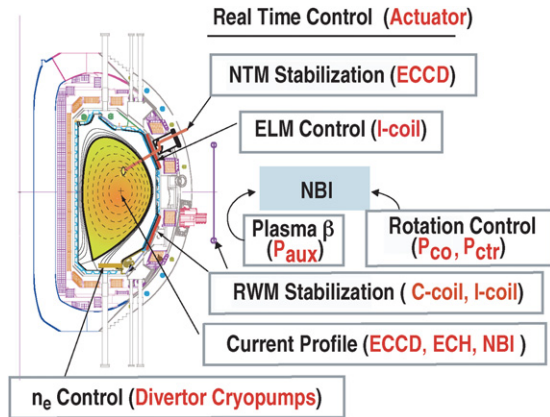 Real Time Control (Actuator)
NTM Stabilization (ECCD)
ELM Control (I-coil)
NBI
Plasma β
(Paux)
Rotation Control
(Pco, Pctr)
RWM Stabilization ( C-coil, I-coil)
Current Profile (ECCD, ECH, NBI )
ne Control (Divertor Cryopumps)